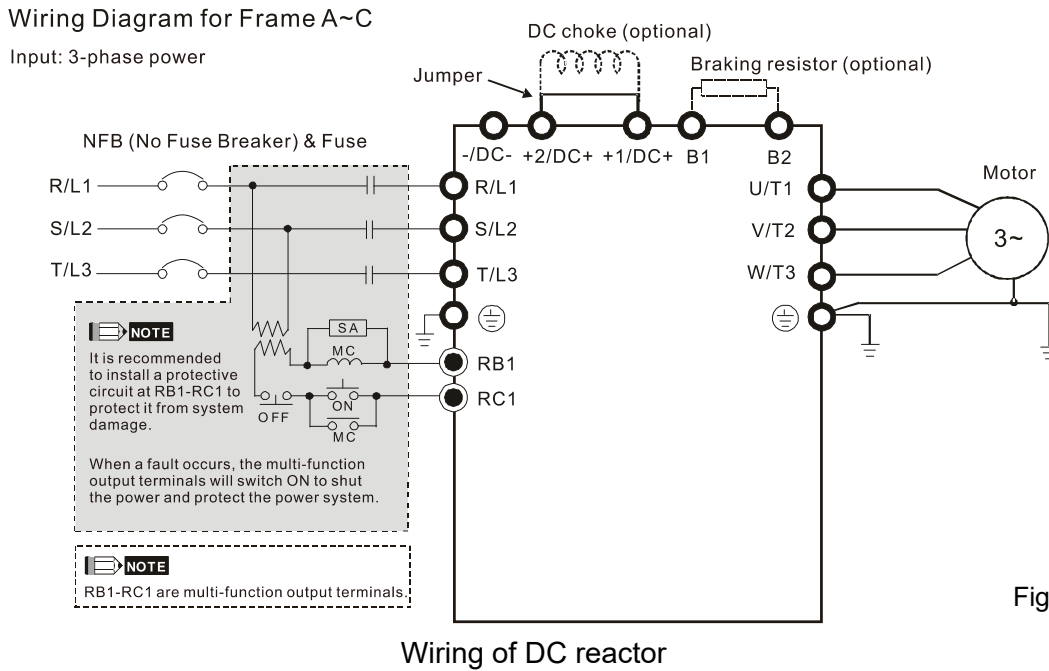 Wiring Diagram for Frame A~C
Input: 3-phase power
DC choke (optional)
Jumper
Braking resistor (optional)
NFB (No Fuse Breaker) & Fuse
-/DC- +2/DC+ +1/DC+ B1 B2
R/L1
S/L2
T/L3
R/L1
S/L2
T/L3
RB1
RC1
U/T1
V/T2
W/T3
Motor
3~
SA
MC
ON
OFF
MC
NOTE
It is recommended
to install a protective
circuit at RB1-RC1 to
protect it from system
damage.
When a fault occurs, the multi-function
output terminals will switch ON to shut
the power and protect the power system.
NOTE
RB1-RC1 are multi-function output terminals.
Fig
Wiring of DC reactor